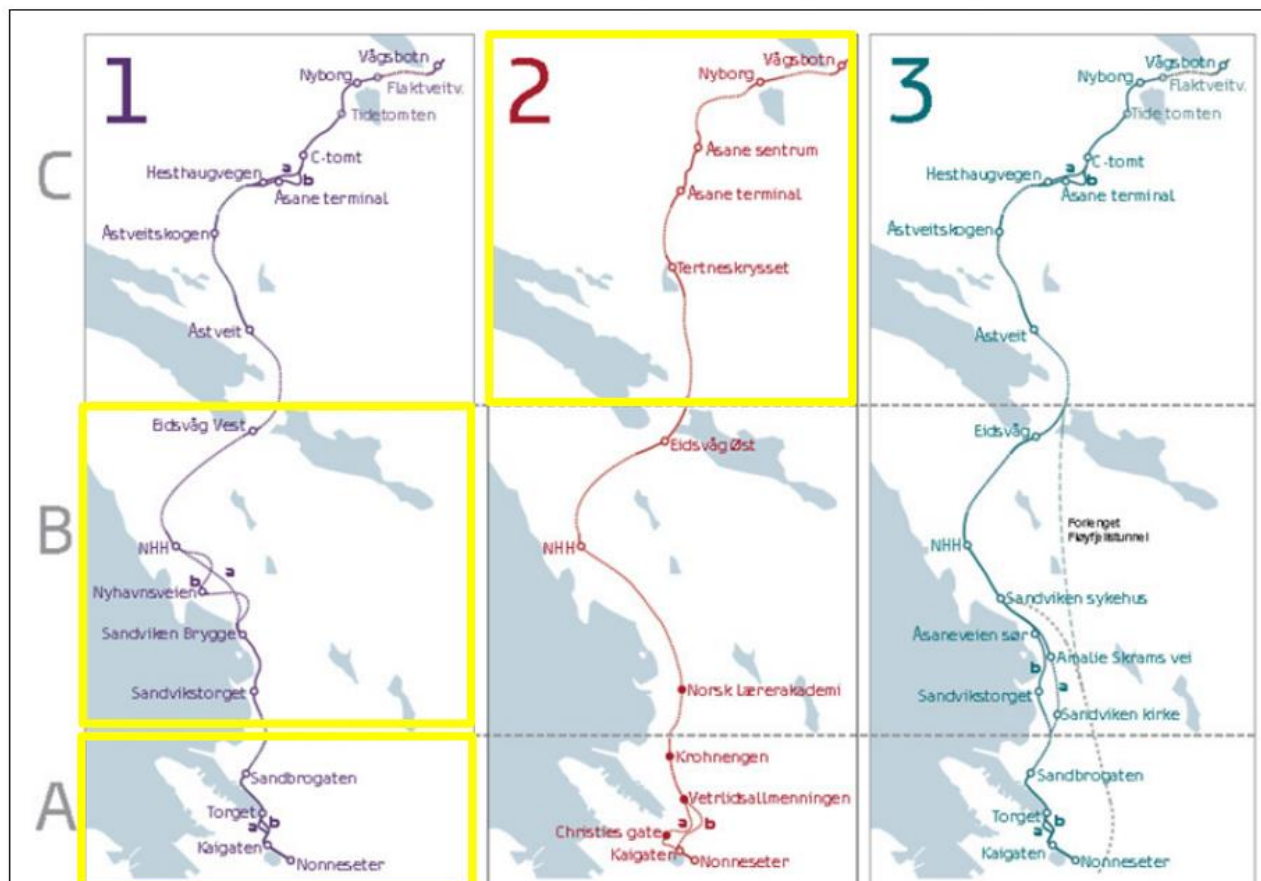 1
Vågsbotn
Nyborg
Flaktveitv.
Tidetomten
C-tomt
a
Hesthaugvegen
b
Åsane terminal
Åstveitskogen
Åstveit
2
Vågsbotn
Nyborg
Åsane sentrum
Åsane terminal
Tertneskrysset
3
Vågsbotn
Nyborg
Flaktveitv.
Tidetomten
C-tomt
a
Hesthaugvegen
b
Åsane terminal
Åstveitskogen
Åstveit
C
Eidsvåg Vest
NHH
a
b
Nyhavnsveien
Sandviken Brygge
Sandvikstorget
Eidsvåg Øst
NHH
Norsk Lærerakademi
Eidsvåg
Forlenget
Fløyfjellstunnel
NHH
Sandviken sykehus
Åsaneveien sør
Amalie Skrams vei
b
a
Sandvikstorget
Sandviken kirke
B
Sandbrogaten
Torget
a
b
Kaigaten
Nonneseter
Krohnengen
Vetrlidsallmenningen
a
b
Christies gate
Kaigaten
Nonneseter
Sandbrogaten
Torget
a
b
Kaigaten
Nonneseter
A